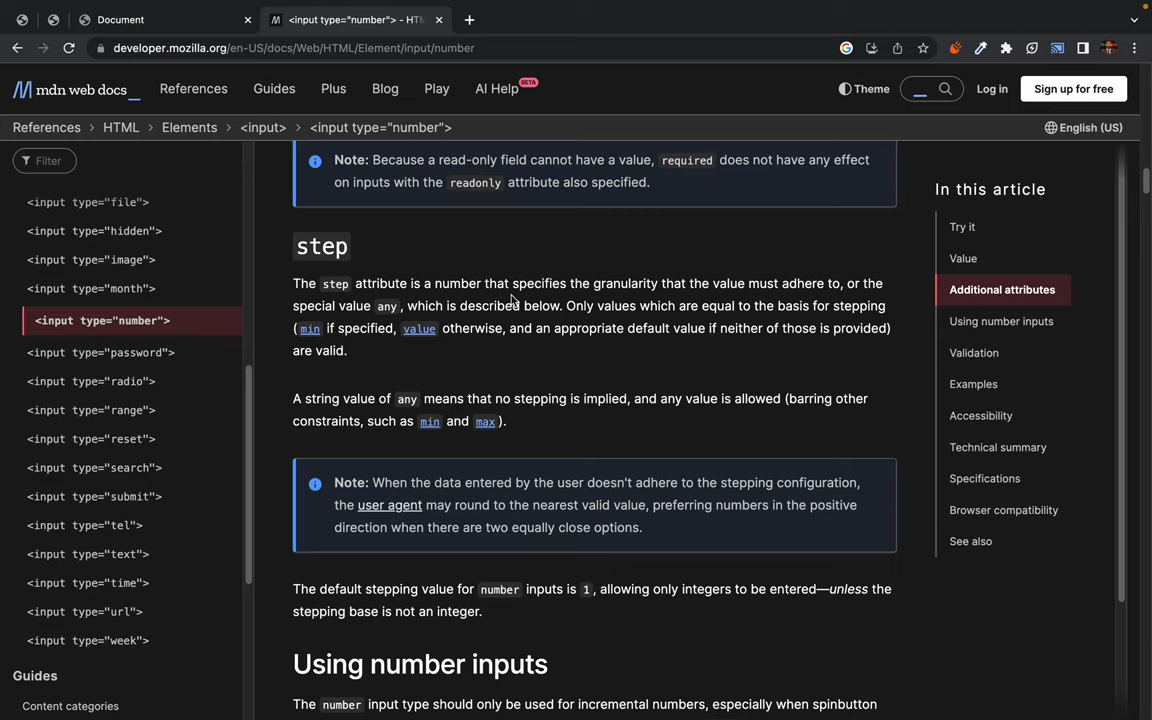 Document
<input type="number"> - HTM
developer.mozilla.org/en-US/docs/Web/HTML/Element/input/number
mdn web docs_
References
Guides
Plus
Blog
Play
AI Help BETA
Theme
Log in
Sign up for free
References > HTML > Elements > <input> > <input type="number">
English (US)
Filter
<input type="file">
<input type="hidden">
<input type="image">
<input type="month">
<input type="number">
<input type="password">
<input type="radio">
<input type="range">
<input type="reset">
<input type="search">
<input type="submit">
<input type="tel">
<input type="text">
<input type="time">
<input type="url">
<input type="week">
Guides
Content categories
Note: Because a read-only field cannot have a value, required does not have any effect
on inputs with the readonly attribute also specified.
step
The step attribute is a number that specifies the granularity that the value must adhere to, or the
special value any, which is described below. Only values which are equal to the basis for stepping
(min if specified, value otherwise, and an appropriate default value if neither of those is provided)
are valid.
A string value of any means that no stepping is implied, and any value is allowed (barring other
constraints, such as min and max).
Note: When the data entered by the user doesn't adhere to the stepping configuration,
the user agent may round to the nearest valid value, preferring numbers in the positive
direction when there are two equally close options.
The default stepping value for number inputs is 1, allowing only integers to be entered—unless the
stepping base is not an integer.
Using number inputs
The number input type should only be used for incremental numbers, especially when spinbutton
In this article
Try it
Value
Additional attributes
Using number inputs
Validation
Examples
Accessibility
Technical summary
Specifications
Browser compatibility
See also